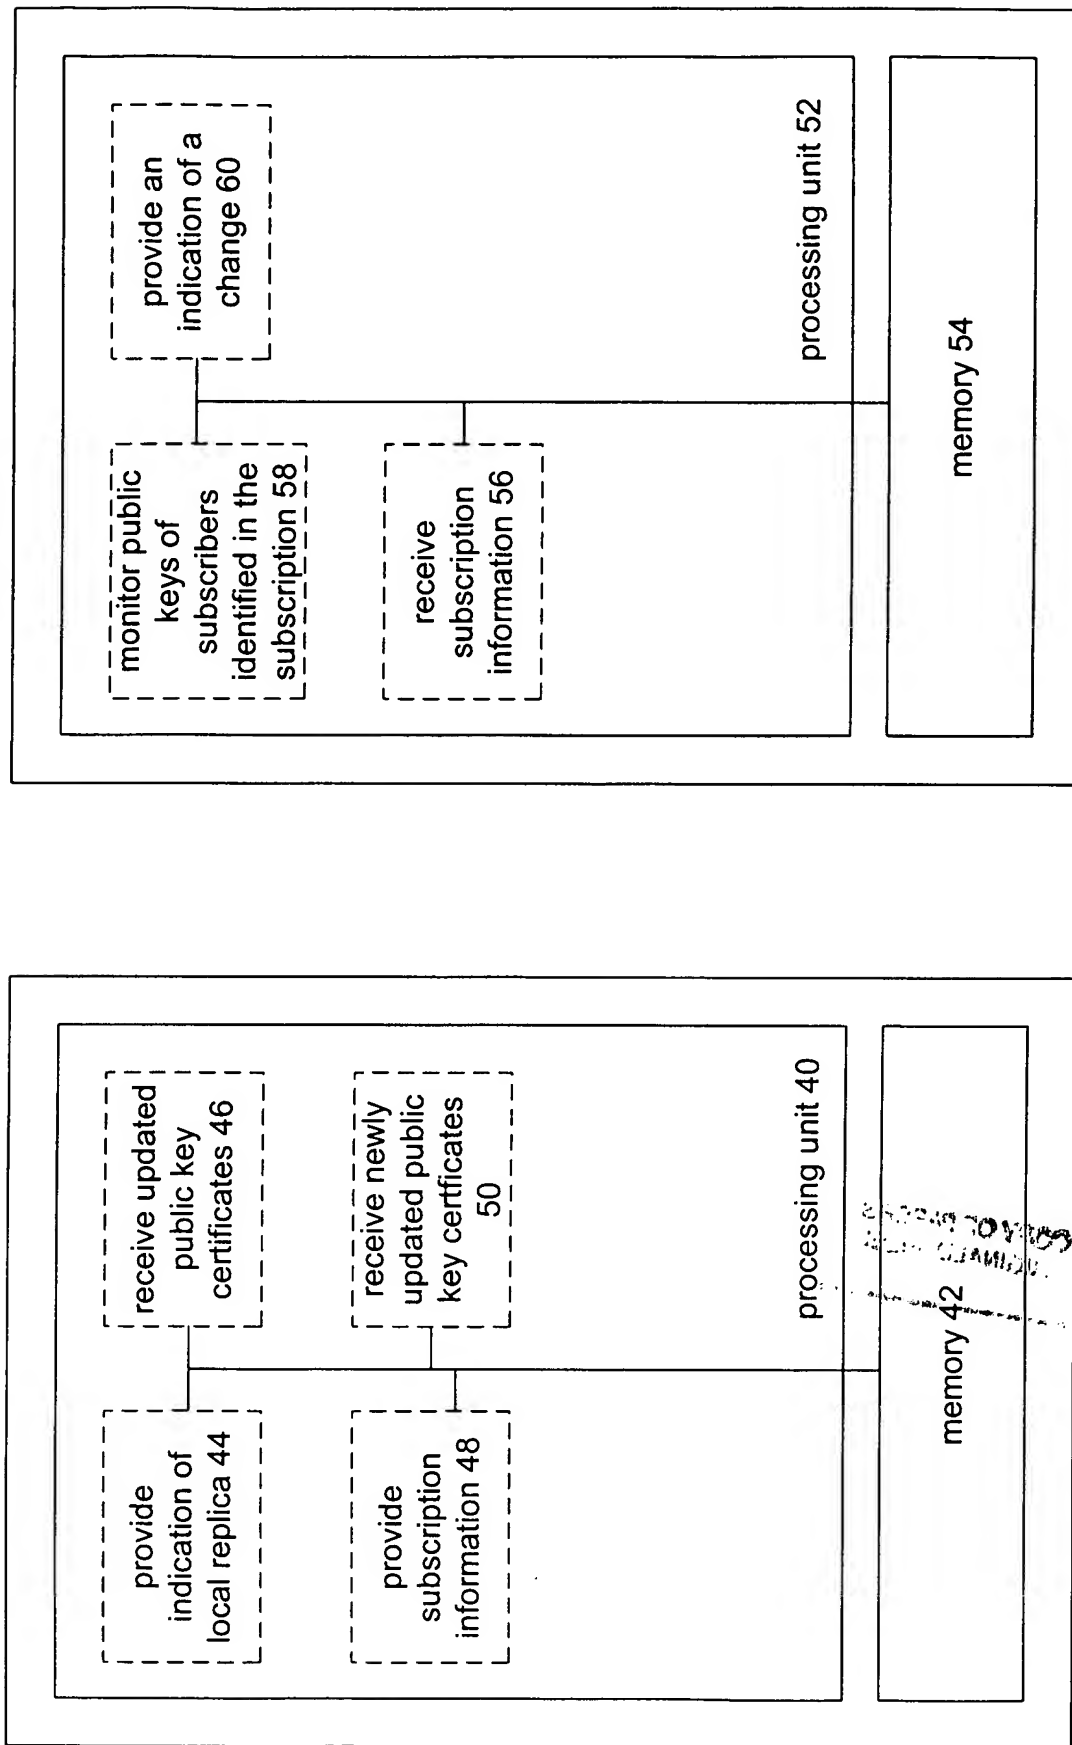 provide
indication of
local replica 44
receive updated
public key
certificates 46
provide
subscription
information 48
receive newly
updated public
key certficates
50
processing unit 40
memory 42
monitor public
keys of
subscribers
identified in the
subscription 58
provide an
indication of a
change 60
receive
subscription
information 56
processing unit 52
memory 54